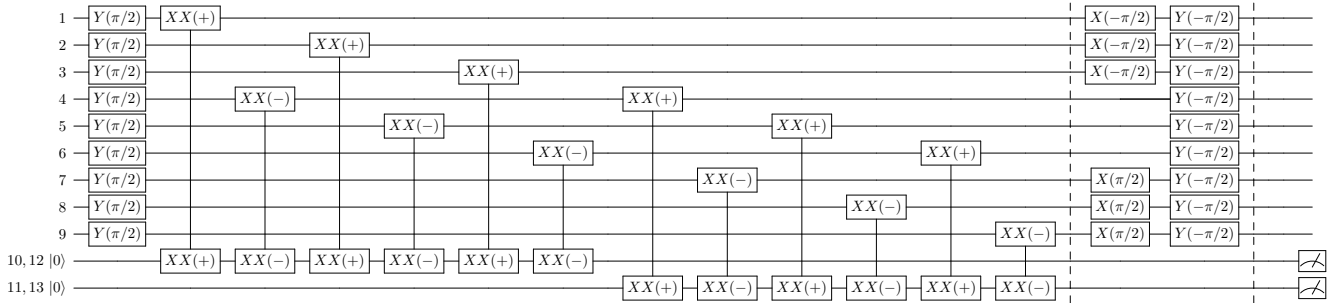 1 Y(π/2) XX(+) X(−π/2) Y(−π/2)
2 Y(π/2) XX(+) X(−π/2) Y(−π/2)
3 Y(π/2) XX(+) X(−π/2) Y(−π/2)
4 Y(π/2) XX(−) XX(+) Y(−π/2)
5 Y(π/2) XX(−) XX(+) Y(−π/2)
6 Y(π/2) XX(−) XX(+) Y(−π/2)
7 Y(π/2) XX(−) X(π/2) Y(−π/2)
8 Y(π/2) XX(−) X(π/2) Y(−π/2)
9 Y(π/2) XX(−) X(π/2) Y(−π/2)
10, 12 |0⟩ XX(+) XX(−) XX(+) XX(−) XX(+) XX(−)
11, 13 |0⟩ XX(+) XX(−) XX(+) XX(−) XX(+) XX(−)